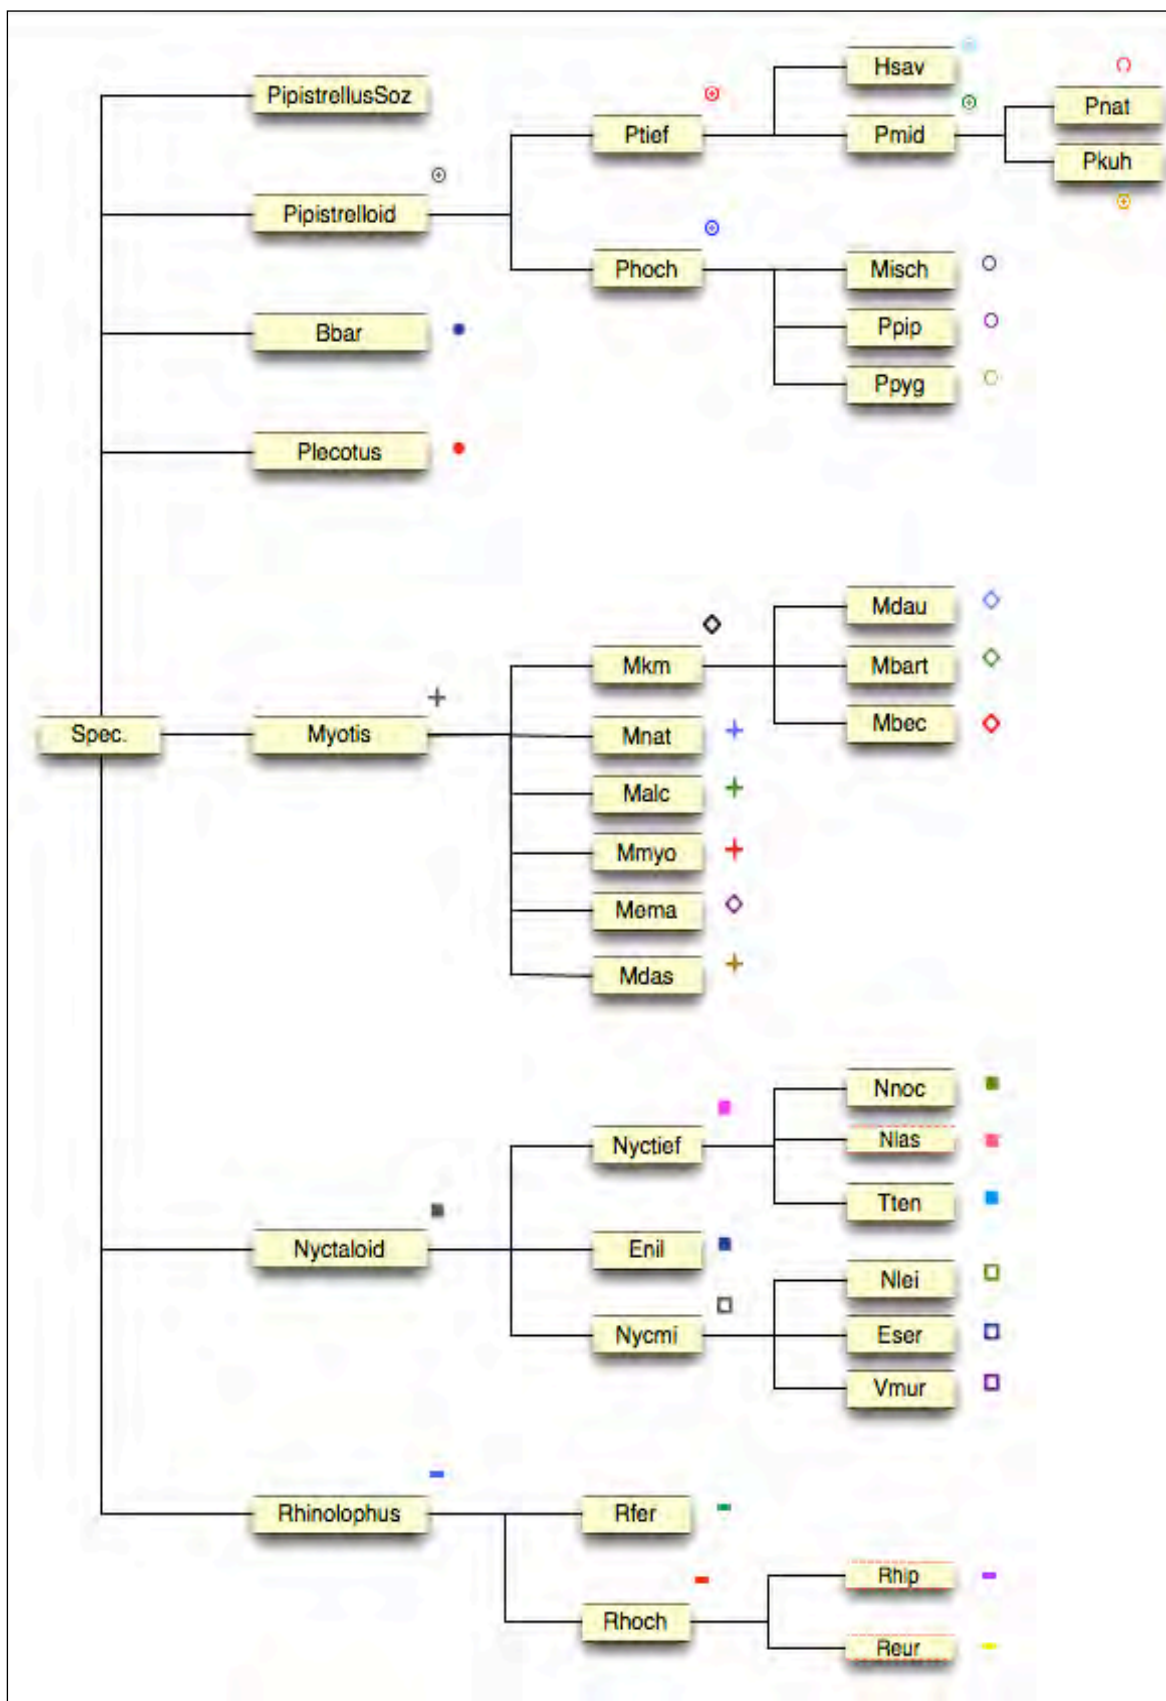 Hsav
Pnat
PipistrellusSoz
Ptief
Pmid
Pkuh
Pipistrelloid
Phoch
Misch
Bbar
Ppip
Ppyg
Plecotus
Mdau
Mkm
Mbart
Spec.
Myotis
Mnat
Mbec
Malc
Mmyo
Mema
Mdas
Nnoc
Nyctief
Nlas
Tten
Nyctaloid
Enil
Nlei
Nycmi
Eser
Vmur
Rhinolophus
Rfer
Rhip
Rhoch
Reur